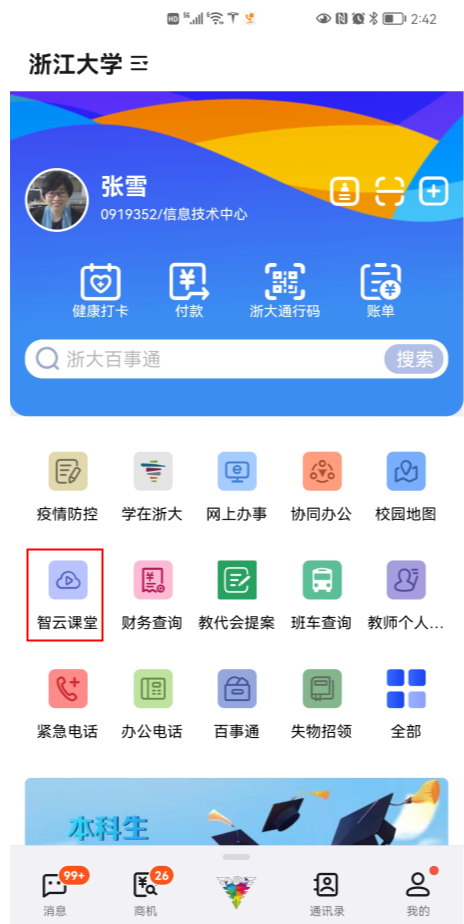 HD 5G 6 2:42
浙江大学
张雪
0919352/信息技术中心
健康打卡 付款 浙大通行码 账单
浙大百事通 搜索
疫情防控 学在浙大 网上办事 协同办公 校园地图
智云课堂 财务查询 教代会提案 班车查询 教师个人...
紧急电话 办公电话 百事通 失物招领 全部
本科生
99+ 26
消息 商机 通讯录 我的